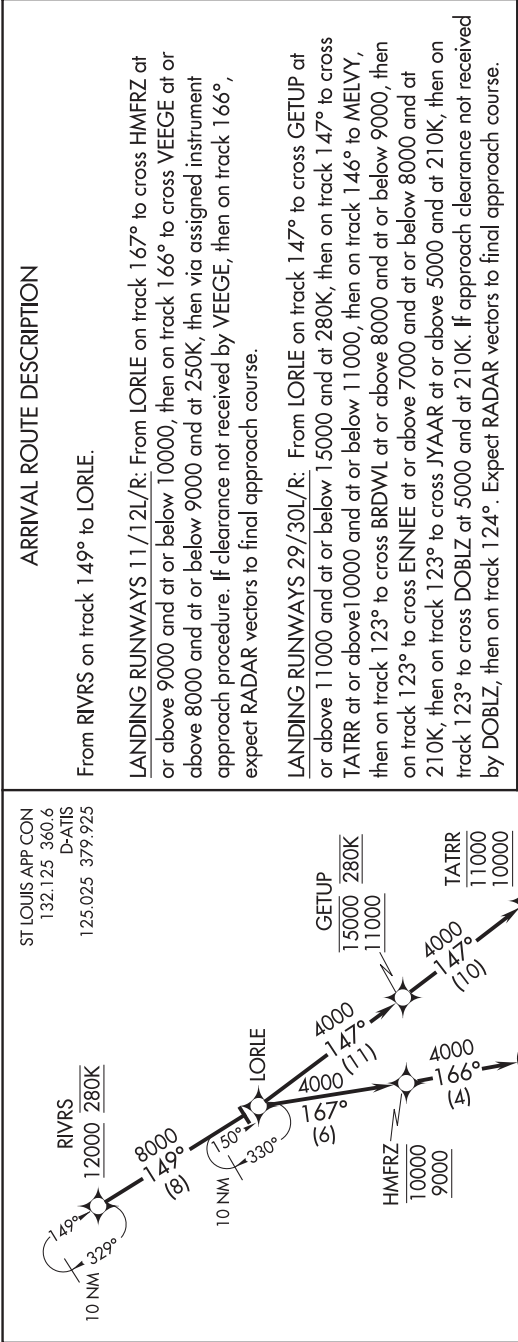 ARRIVAL ROUTE DESCRIPTION
From RIVRS on track 149° to LORLE.
LANDING RUNWAYS 11/12L/R: From LORLE on track 167° to cross HMFRZ at
or above 9000 and at or below 10000, then on track 166° to cross VEEGE at or
above 8000 and at or below 9000 and at 250K, then via assigned instrument
approach procedure. If clearance not received by VEEGE, then on track 166°,
expect RADAR vectors to final approach course.
LANDING RUNWAYS 29/30L/R: From LORLE on track 147° to cross GETUP at
or above 11000 and at or below 15000 and at 280K, then on track 147° to cross
TATRR at or above10000 and at or below 11000, then on track 146° to MELVY,
then on track 123° to cross BRDWL at or above 8000 and at or below 9000, then
on track 123° to cross ENNEE at or above 7000 and at or below 8000 and at
210K, then on track 123° to cross JYAAR at or above 5000 and at 210K, then on
track 123° to cross DOBLZ at 5000 and at 210K. If approach clearance not received
by DOBLZ, then on track 124° . Expect RADAR vectors to final approach course.
ST LOUIS APP CON
132.125 360.6
D-ATIS
125.025 379.925
RIVRS
12000 280K
149°
329°
10 NM
8000
149°
(8)
LORLE
150°
330°
10 NM
4000
147°
(11)
4000
167°
(6)
GETUP
15000 280K
11000
HMFRZ
10000
9000
4000
166°
(4)
4000
147°
(10)
TATRR
11000
10000